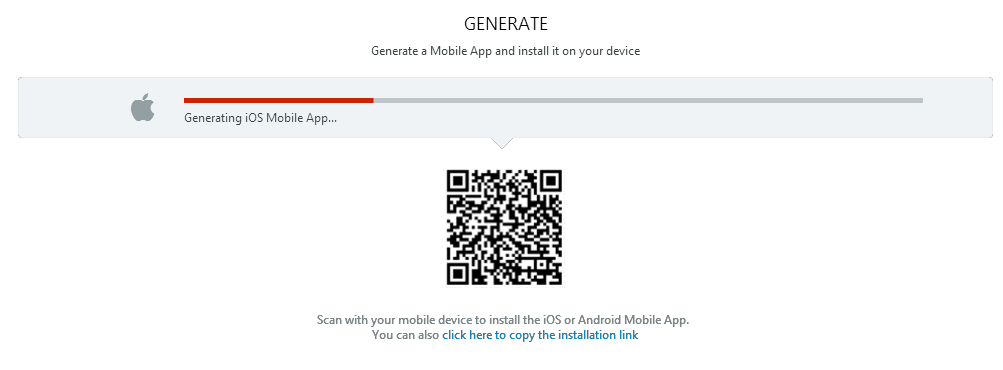 GENERATE
Generate a Mobile App and install it on your device
Generating iOS Mobile App...
Scan with your mobile device to install the iOS or Android Mobile App.
You can also click here to copy the installation link